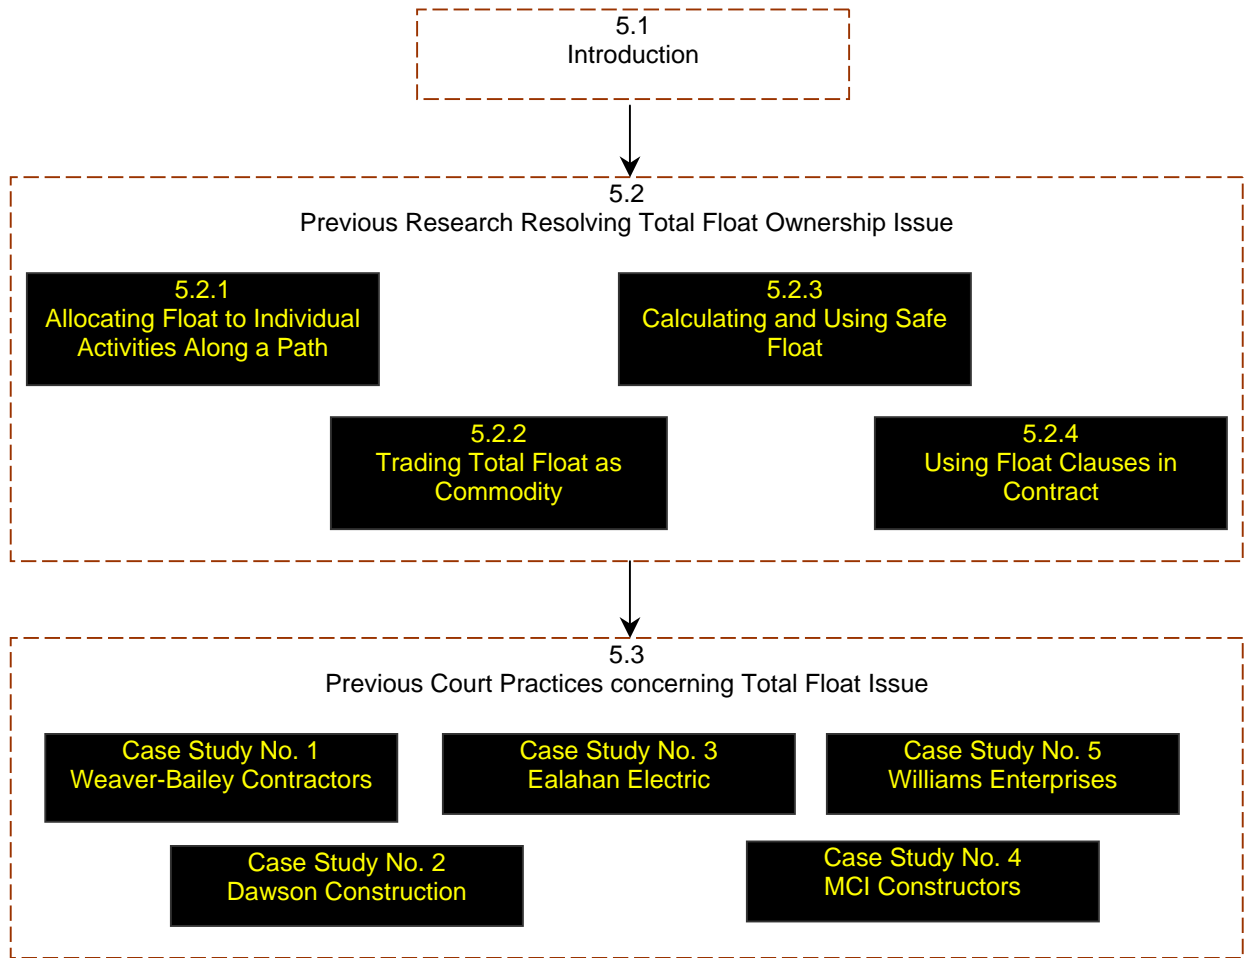 5.1
Introduction
5.2
Previous Research Resolving Total Float Ownership Issue
5.2.1
Allocating Float to Individual
Activities Along a Path
5.2.2
Trading Total Float as
Commodity
5.2.3
Calculating and Using Safe
Float
5.2.4
Using Float Clauses in
Contract
5.3
Previous Court Practices concerning Total Float Issue
Case Study No. 1
Weaver-Bailey Contractors
Case Study No. 2
Dawson Construction
Case Study No. 3
Ealahan Electric
Case Study No. 4
MCI Constructors
Case Study No. 5
Williams Enterprises